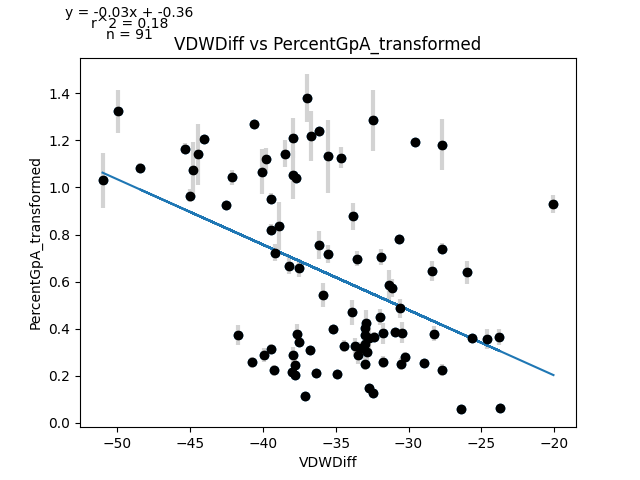 y = -0.03x + -0.36
r^2 = 0.18
n = 91
VDWDiff vs PercentGpA_transformed
PercentGpA_transformed
1.4
1.2
1.0
0.8
0.6
0.4
0.2
0.0
−50 −45 −40 −35 −30 −25 −20
VDWDiff